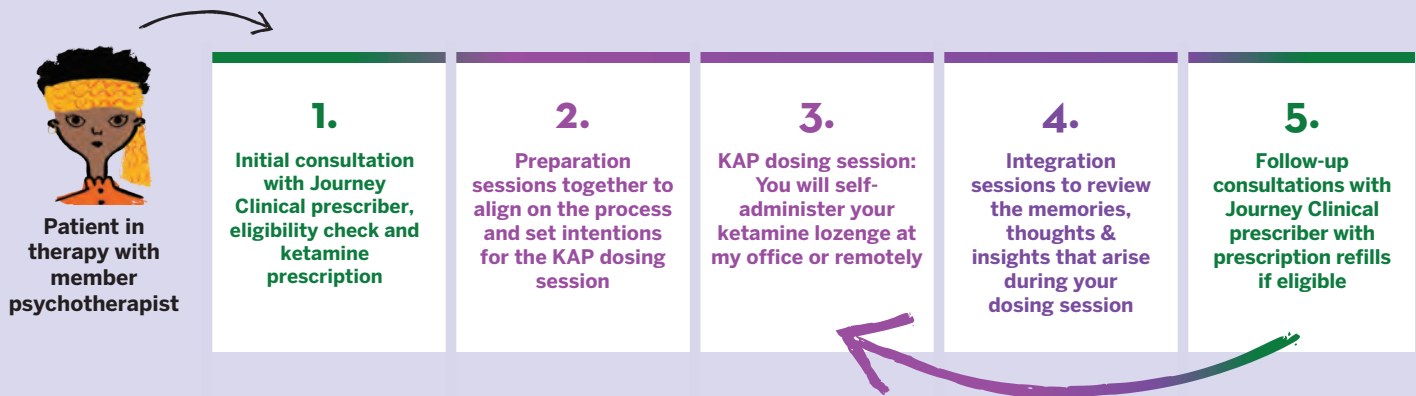 Patient in
therapy with
member
psychotherapist
1.
Initial consultation
with Journey
Clinical prescriber,
eligibility check and
ketamine
prescription
2.
Preparation
sessions together to
align on the process
and set intentions
for the KAP dosing
session
3.
KAP dosing session:
You will self-
administer your
ketamine lozenge at
my office or remotely
4.
Integration
sessions to review
the memories,
thoughts &
insights that arise
during your
dosing session
5.
Follow-up
consultations with
Journey Clinical
prescriber with
prescription refills
if eligible